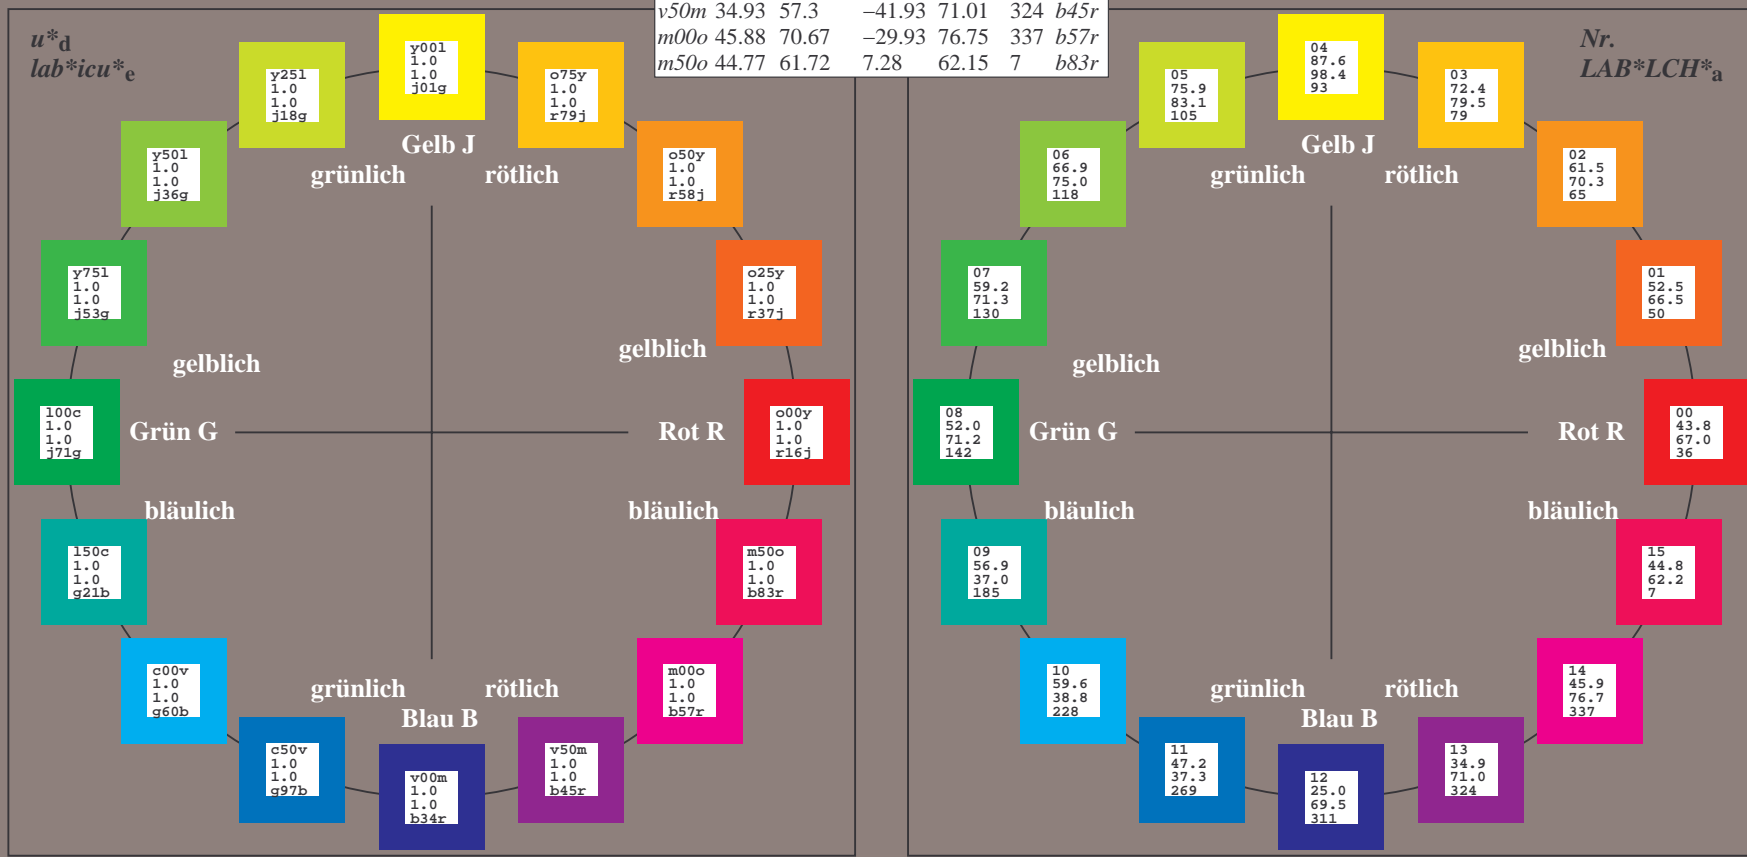 v50m 34.93 57.3 −41.93 71.01 324 b45r
m00o 45.88 70.67 −29.93 76.75 337 b57r
m50o 44.77 61.72 7.28 62.15 7 b83r
u*d
lab*icu*e
y00l
1.0
1.0
j01g
y25l
1.0
1.0
j18g
o75y
1.0
1.0
r79j
y50l
1.0
1.0
j36g
o50y
1.0
1.0
r58j
Gelb J
grünlich rötlich
y75l
1.0
1.0
j53g
o25y
1.0
1.0
r37j
gelblich
gelblich
l00c
1.0
1.0
j71g
Grün G
Rot R
o00y
1.0
1.0
r16j
bläulich
bläulich
l50c
1.0
1.0
g21b
m50o
1.0
1.0
b83r
c00v
1.0
1.0
g60b
m00o
1.0
1.0
b57r
grünlich rötlich
Blau B
c50v
1.0
1.0
g97b
v00m
1.0
1.0
b34r
v50m
1.0
1.0
b45r
Nr.
LAB*LCH*a
04
87.6
98.4
93
05
75.9
83.1
105
03
72.4
79.5
79
06
66.9
75.0
118
02
61.5
70.3
65
Gelb J
grünlich rötlich
07
59.2
71.3
130
01
52.5
66.5
50
gelblich
gelblich
08
52.0
71.2
142
Grün G
Rot R
00
43.8
67.0
36
bläulich
bläulich
09
56.9
37.0
185
15
44.8
62.2
7
10
59.6
38.8
228
14
45.9
76.7
337
grünlich rötlich
Blau B
11
47.2
37.3
269
12
25.0
69.5
311
13
34.9
71.0
324